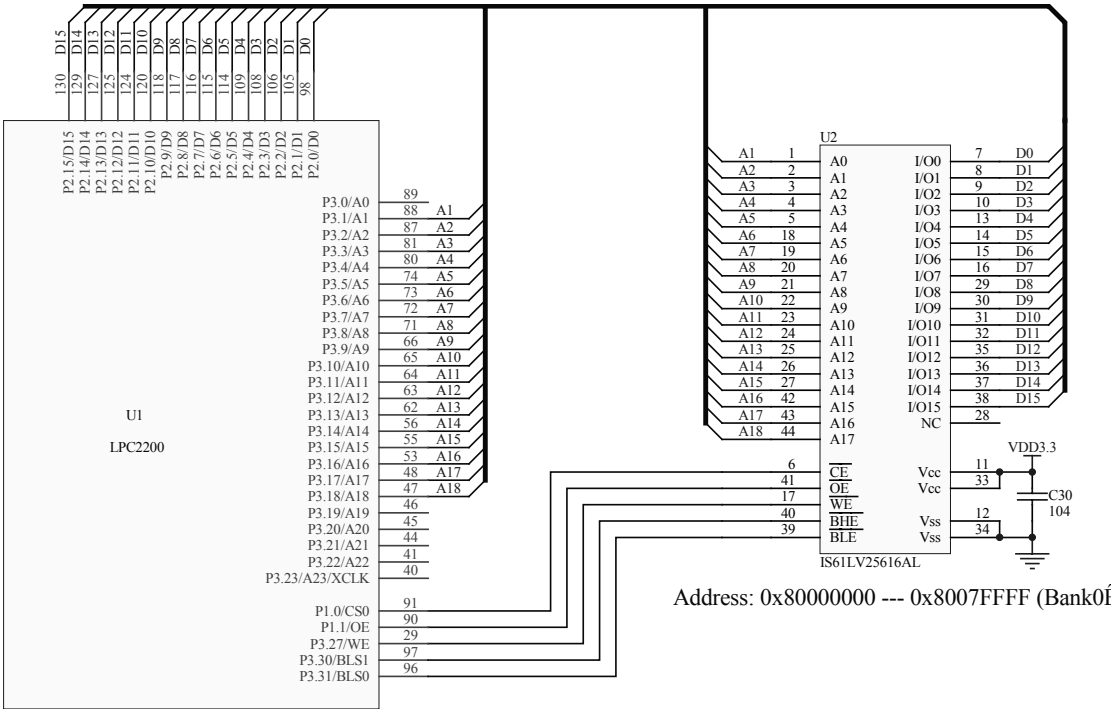 D15 D14 D13 D12 D11 D10 D9 D8 D7 D6 D5 D4 D3 D2 D1 D0
130 129 127 125 124 120 118 117 116 115 114 109 108 106 105 98
P2.15/D15 P2.14/D14 P2.13/D13 P2.12/D12 P2.11/D11 P2.10/D10 P2.9/D9 P2.8/D8 P2.7/D7 P2.6/D6 P2.5/D5 P2.4/D4 P2.3/D3 P2.2/D2 P2.1/D1 P2.0/D0
U1
LPC2200
P3.0/A0 89
P3.1/A1 88 A1
P3.2/A2 87 A2
P3.3/A3 81 A3
P3.4/A4 80 A4
P3.5/A5 74 A5
P3.6/A6 73 A6
P3.7/A7 72 A7
P3.8/A8 71 A8
P3.9/A9 66 A9
P3.10/A10 65 A10
P3.11/A11 64 A11
P3.12/A12 63 A12
P3.13/A13 62 A13
P3.14/A14 56 A14
P3.15/A15 55 A15
P3.16/A16 53 A16
P3.17/A17 48 A17
P3.18/A18 47 A18
P3.19/A19 46
P3.20/A20 45
P3.21/A21 44
P3.22/A22 41
P3.23/A23/XCLK 40
P1.0/CS0 91
P1.1/OE 90
P3.27/WE 29
P3.30/BLS1 97
P3.31/BLS0 96
U2
A1 1 A0 I/O0 7 D0
A2 2 A1 I/O1 8 D1
A3 3 A2 I/O2 9 D2
A4 4 A3 I/O3 10 D3
A5 5 A4 I/O4 13 D4
A6 18 A5 I/O5 14 D5
A7 19 A6 I/O6 15 D6
A8 20 A7 I/O7 16 D7
A9 21 A8 I/O8 29 D8
A10 22 A9 I/O9 30 D9
A11 23 A10 I/O10 31 D10
A12 24 A11 I/O11 32 D11
A13 25 A12 I/O12 35 D12
A14 26 A13 I/O13 36 D13
A15 27 A14 I/O14 37 D14
A16 42 A15 I/O15 38 D15
A17 43 A16 NC 28
A18 44 A17
VDD3.3
6 CE Vcc 11
41 OE Vcc 33
17 WE
40 BHE Vss 12
39 BLE Vss 34
C30
104
IS61LV25616AL
Address: 0x80000000 --- 0x8007FFFF (Bank0